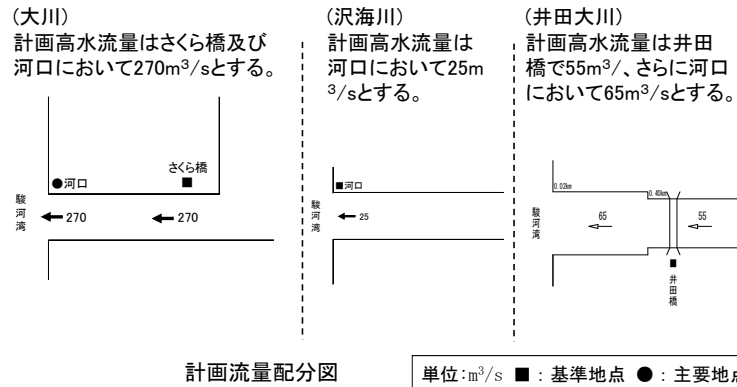 (大川)
計画高水流量はさくら橋及び
河口において270m³/sとする。
さくら橋
●河口 ■
駿河湾
270 270
(沢海川)
計画高水流量は
河口において25m
³/sとする。
■河口
駿河湾
25
(井田大川)
計画高水流量は井田
橋で55m³/、さらに河口
において65m³/sとする。
0.02km 0.40km
駿河湾
65 55
■
井田橋
計画流量配分図
単位:m³/s ■:基準地点 ●:主要地点